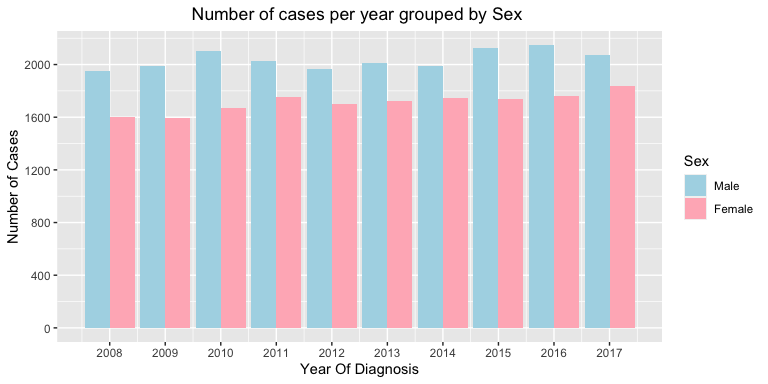 Number of cases per year grouped by Sex
Number of Cases
2000
1600
1200
800
400
0
2008 2009 2010 2011 2012 2013 2014 2015 2016 2017
Year Of Diagnosis
Sex
Male
Female